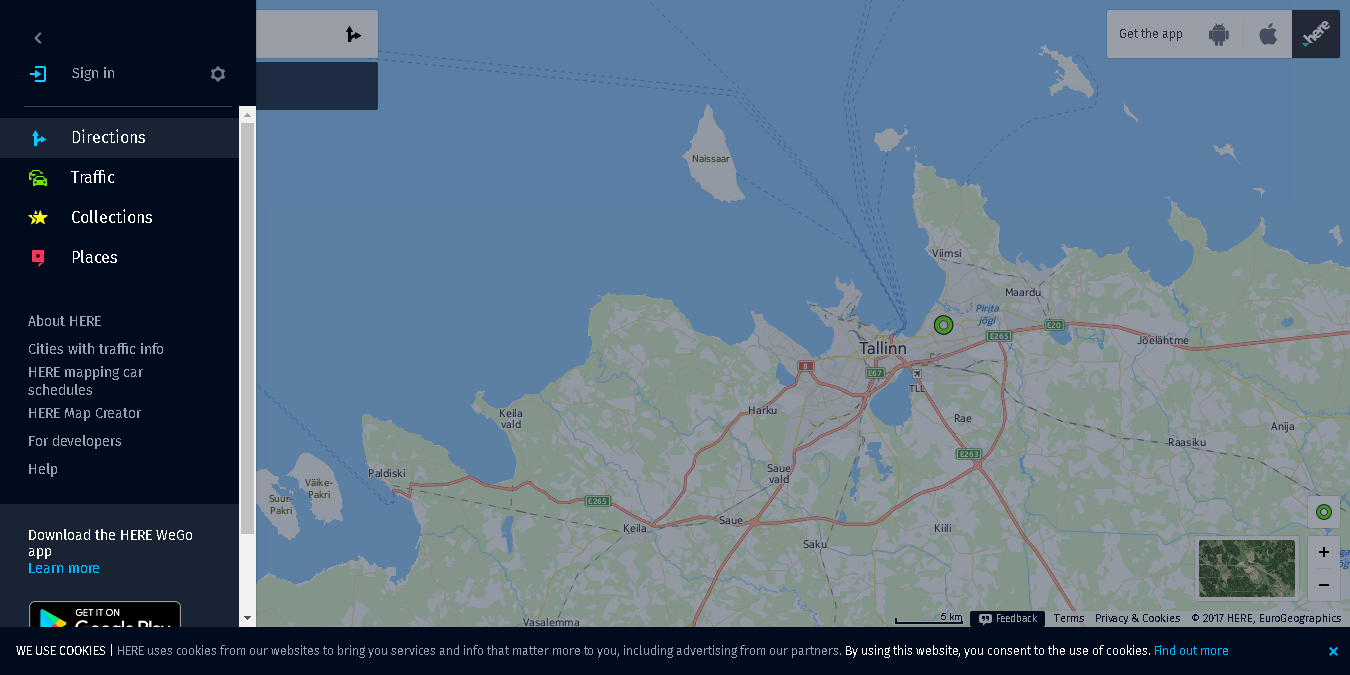 Get the app
here
Sign in
Directions
Traffic
Collections
Places
About HERE
Cities with traffic info
HERE mapping car
schedules
HERE Map Creator
For developers
Help
Download the HERE WeGo
app
Learn more
GET IT ON
Google Play
Naissaar
Viimsi
Maardu
Pirita
jõgi
E20
E265
Jõelähtme
Tallinn
8
E67
TLL
Keila
vald
Harku
Rae
Anija
Raasiku
E263
Paldiski
Saue
vald
Väike-
Pakri
Suur-
Pakri
E265
Keila
Saue
Kiili
Saku
Vasalemma
+
−
5 km
Feedback
Terms
Privacy & Cookies
© 2017 HERE, EuroGeographics
WE USE COOKIES | HERE uses cookies from our websites to bring you services and info that matter more to you, including advertising from our partners. By using this website, you consent to the use of cookies. Find out more